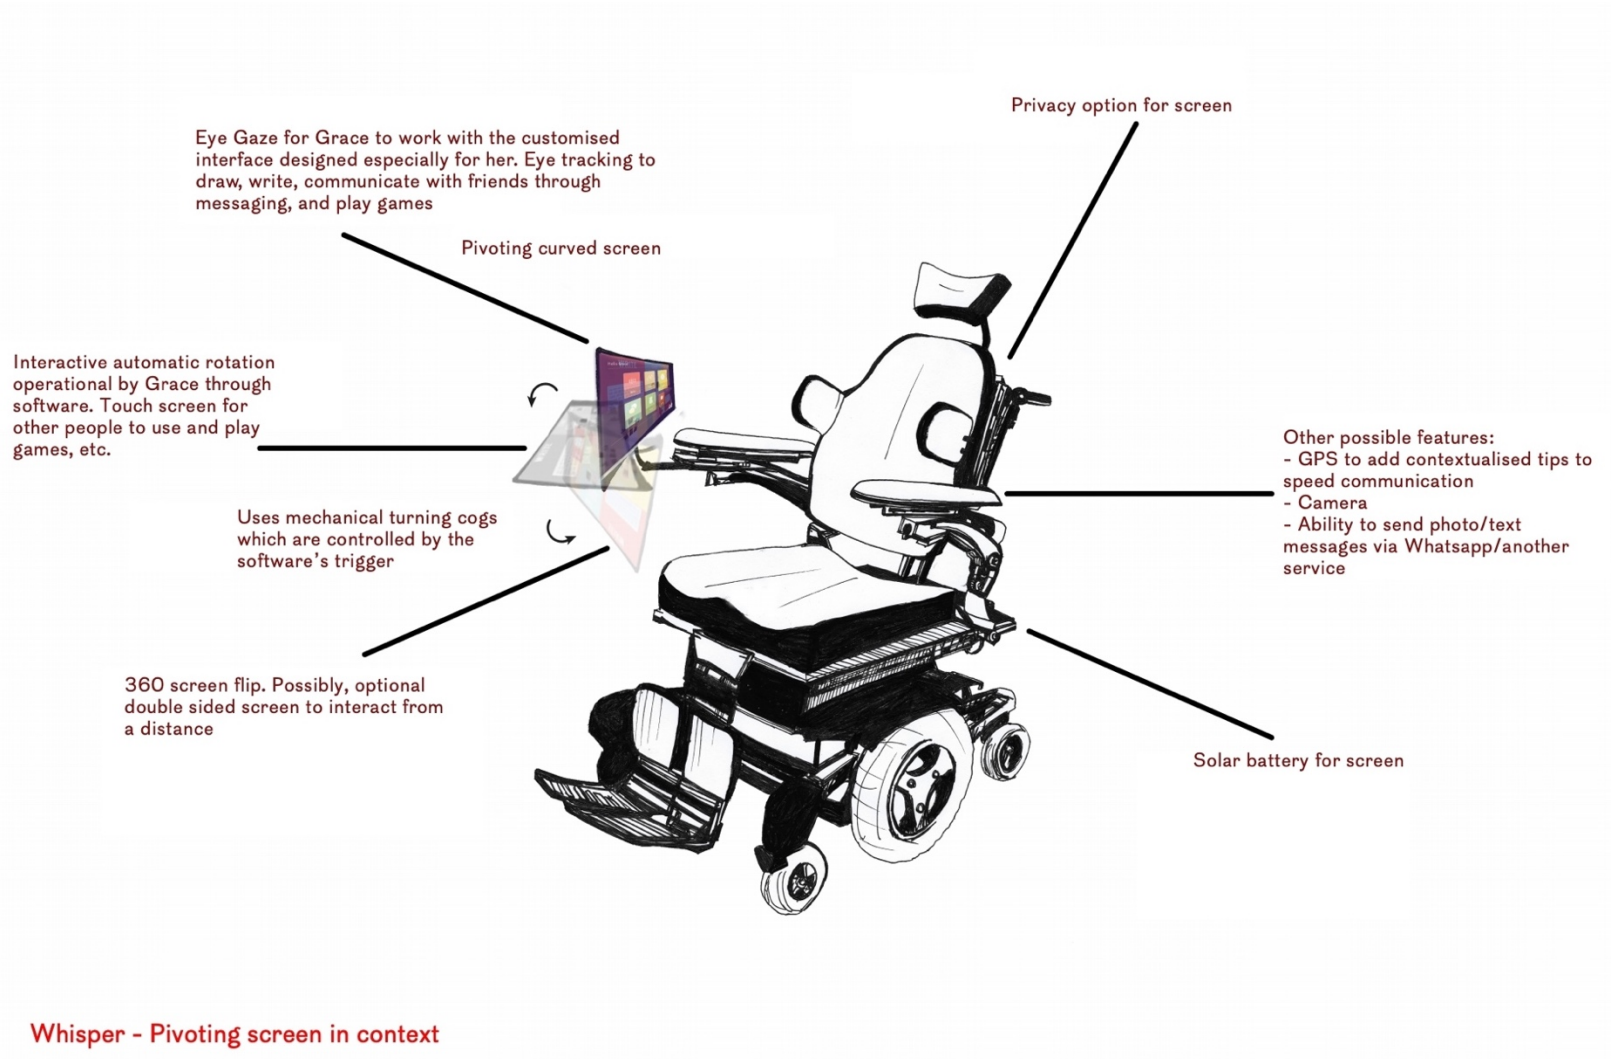 Privacy option for screen
Eye Gaze for Grace to work with the customised
interface designed especially for her. Eye tracking to
draw, write, communicate with friends through
messaging, and play games
Pivoting curved screen
Interactive automatic rotation
operational by Grace through
software. Touch screen for
other people to use and play
games, etc.
Other possible features:
- GPS to add contextualised tips to
speed communication
- Camera
- Ability to send photo/text
messages via Whatsapp/another
service
Uses mechanical turning cogs
which are controlled by the
software's trigger
360 screen flip. Possibly, optional
double sided screen to interact from
a distance
Solar battery for screen
Whisper - Pivoting screen in context